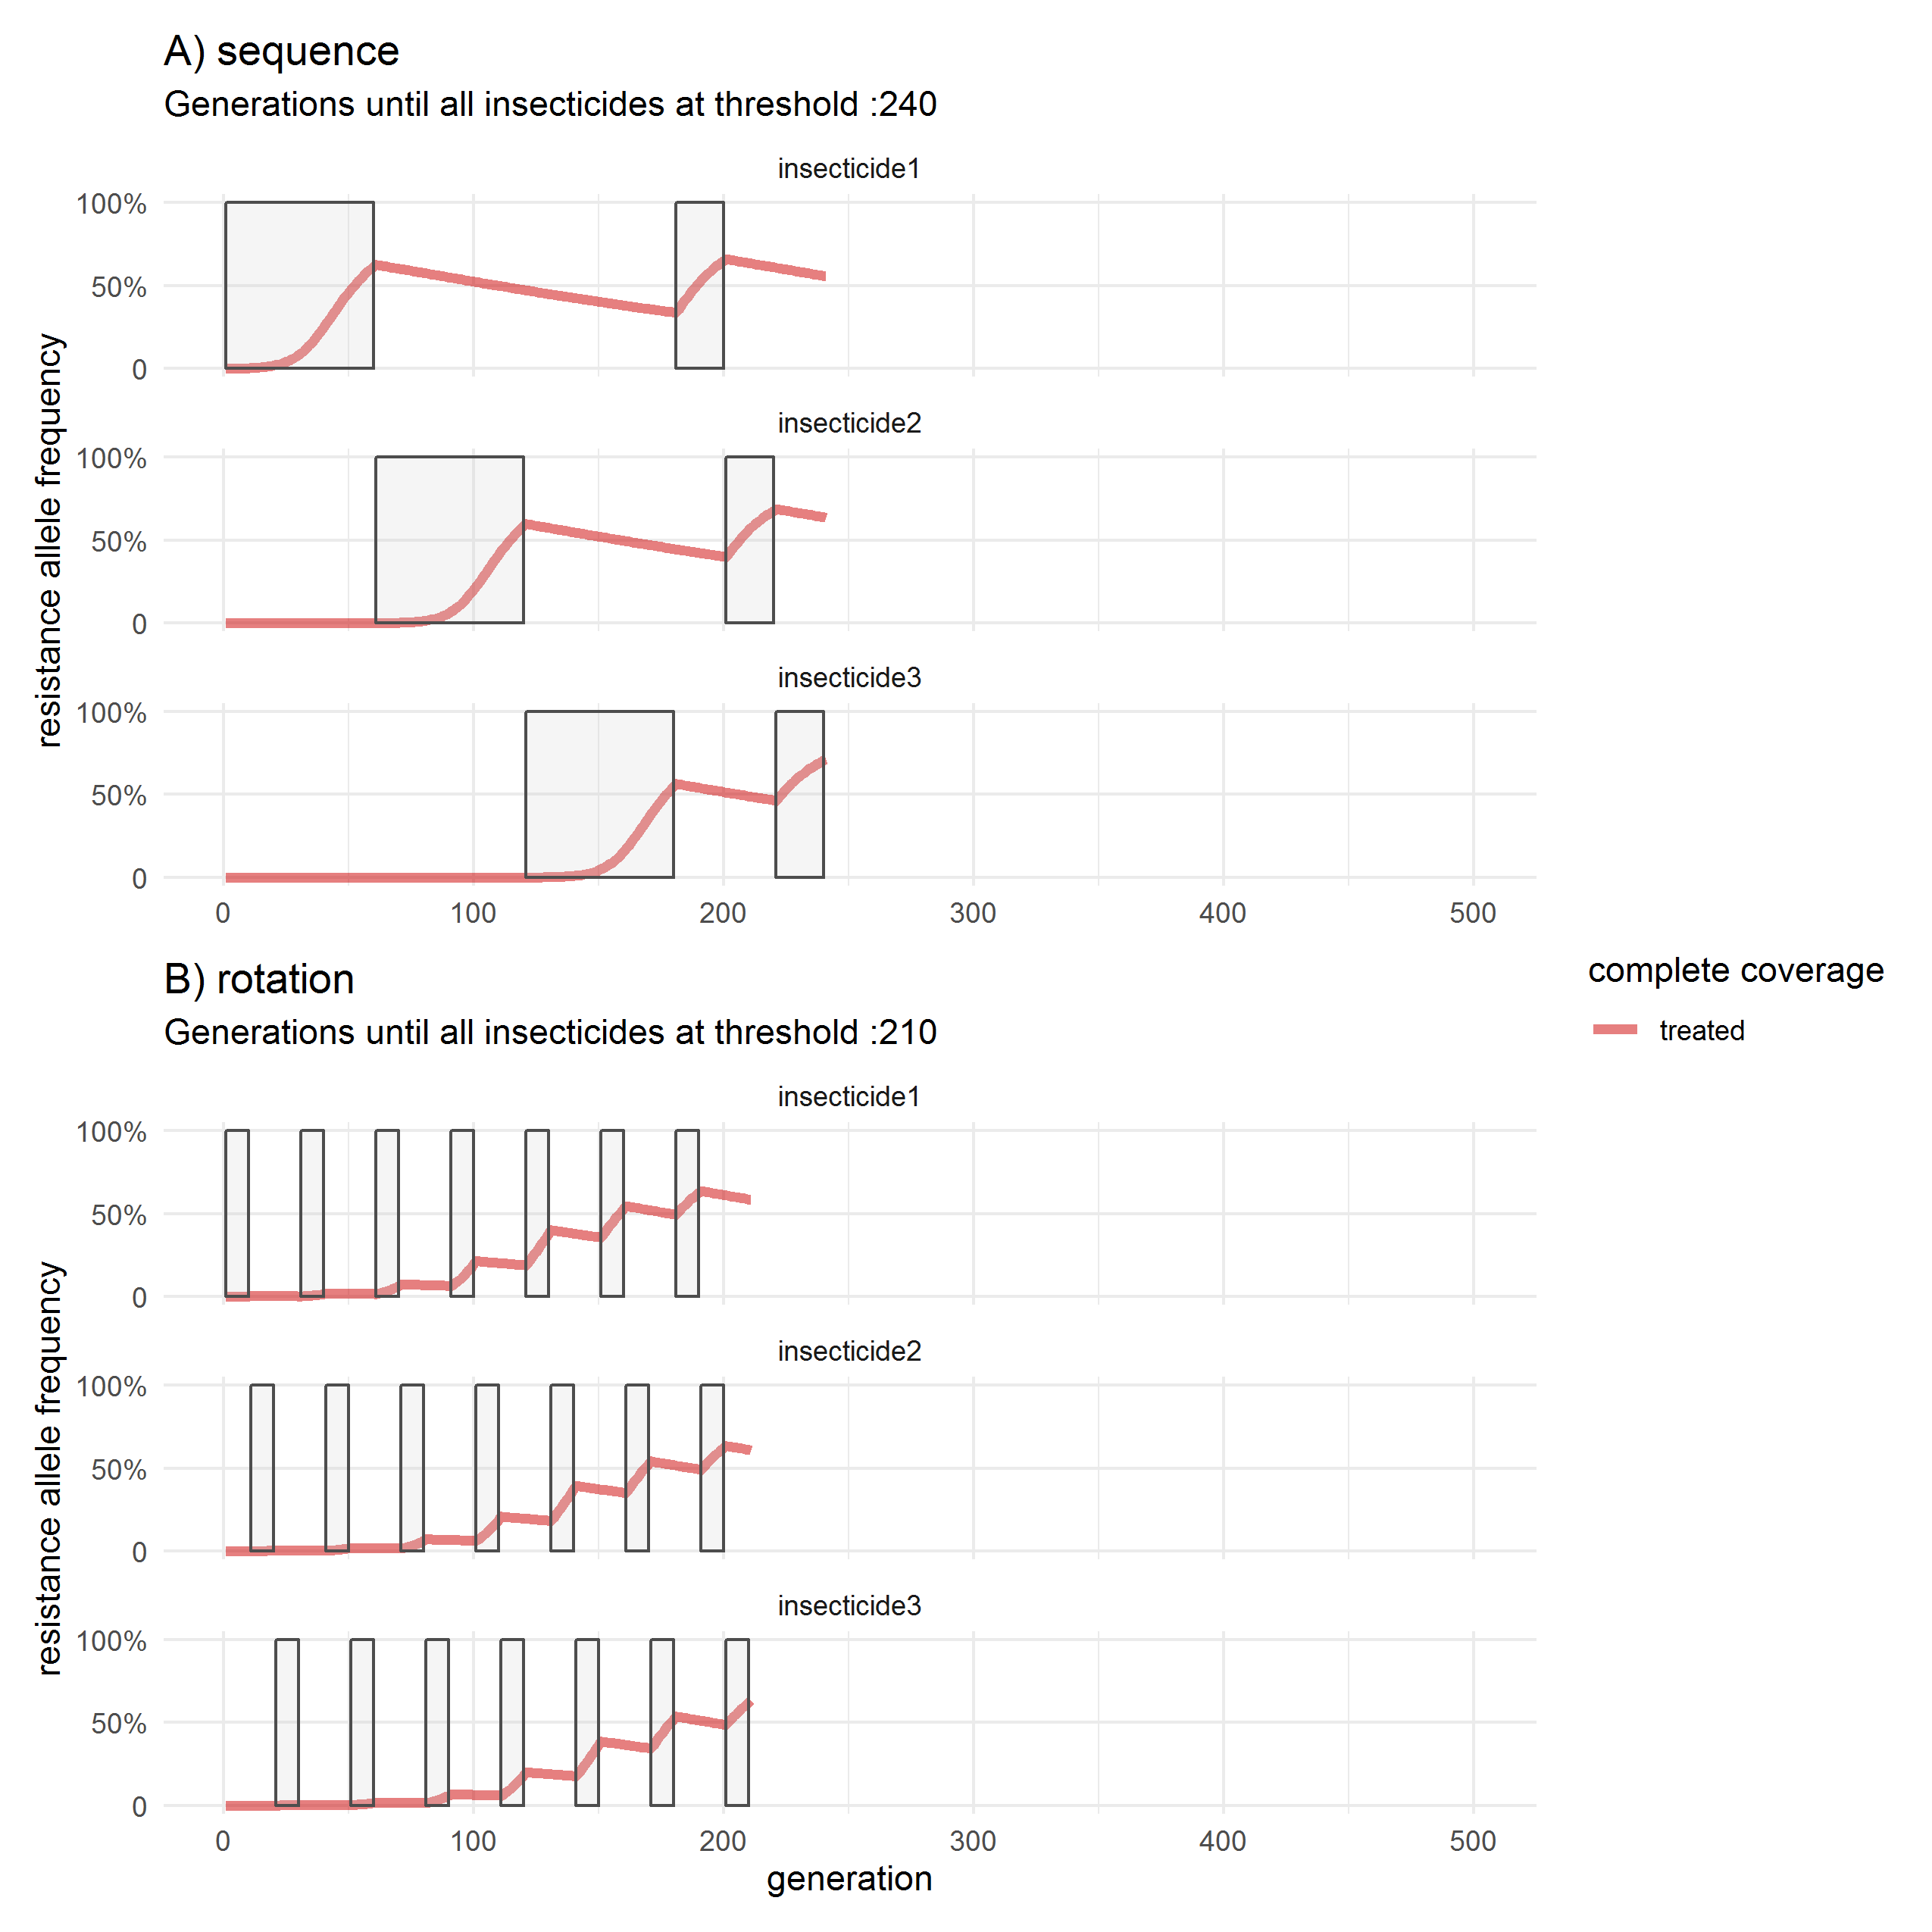 A) sequence
Generations until all insecticides at threshold :240
resistance allele frequency
insecticide1
100%
50%
0
insecticide2
100%
50%
0
insecticide3
100%
50%
0
0 100 200 300 400 500
B) rotation
Generations until all insecticides at threshold :210
resistance allele frequency
insecticide1
100%
50%
0
insecticide2
100%
50%
0
insecticide3
100%
50%
0
0 100 200 300 400 500
generation
complete coverage
treated